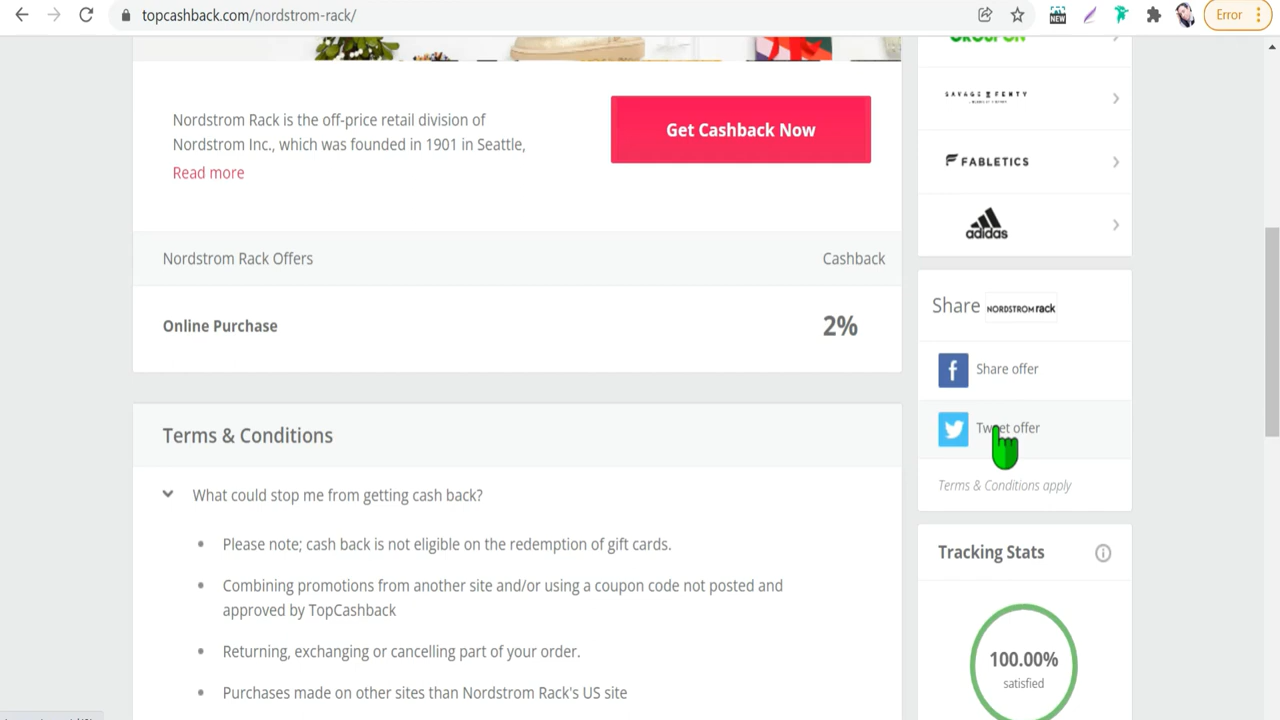 topcashback.com/nordstrom-rack/
NEW
Error
Nordstrom Rack is the off-price retail division of
Nordstrom Inc., which was founded in 1901 in Seattle,
Read more
Get Cashback Now
Nordstrom Rack Offers
Cashback
Online Purchase
2%
Terms & Conditions
What could stop me from getting cash back?
• Please note; cash back is not eligible on the redemption of gift cards.
• Combining promotions from another site and/or using a coupon code not posted and
approved by TopCashback
• Returning, exchanging or cancelling part of your order.
• Purchases made on other sites than Nordstrom Rack's US site
GROUPON
SAVAGE X FENTY
FABLETICS
adidas
Share NORDSTROM rack
Share offer
Tweet offer
Terms & Conditions apply
Tracking Stats
100.00%
satisfied